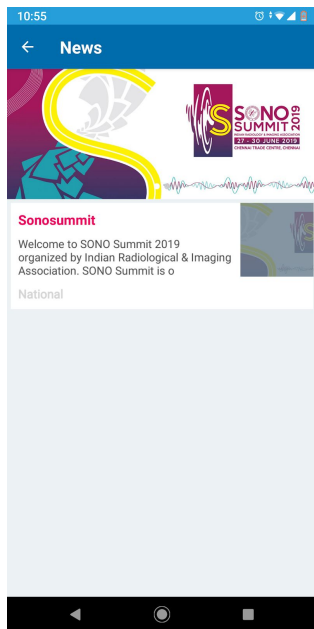 10:55
News
SONO
SUMMIT 2019
INDIAN RADIOLOGY & IMAGING ASSOCIATION
27 - 30 JUNE 2019
CHENNAI TRADE CENTRE, CHENNAI
Sonosummit
Welcome to SONO Summit 2019
organized by Indian Radiological & Imaging
Association. SONO Summit is o
National